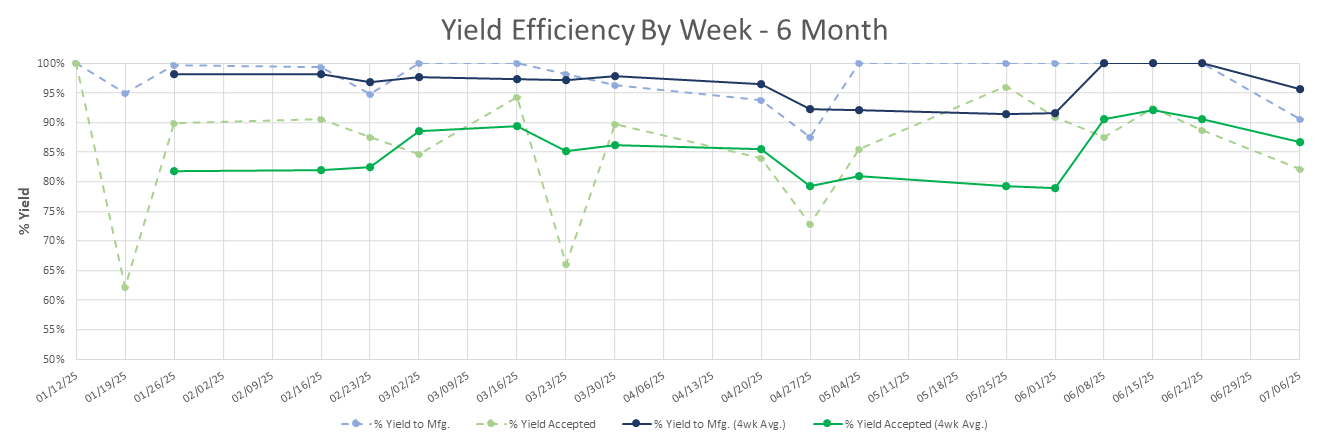 Yield Efficiency By Week - 6 Month
% Yield
100%
95%
90%
85%
80%
75%
70%
65%
60%
55%
50%
01/12/25 01/19/25 01/26/25 02/02/25 02/09/25 02/16/25 02/23/25 03/02/25 03/09/25 03/16/25 03/23/25 03/30/25 04/06/25 04/13/25 04/20/25 04/27/25 05/04/25 05/11/25 05/18/25 05/25/25 06/01/25 06/08/25 06/15/25 06/22/25 06/29/25 07/06/25
% Yield to Mfg. % Yield Accepted % Yield to Mfg. (4wk Avg.) % Yield Accepted (4wk Avg.)